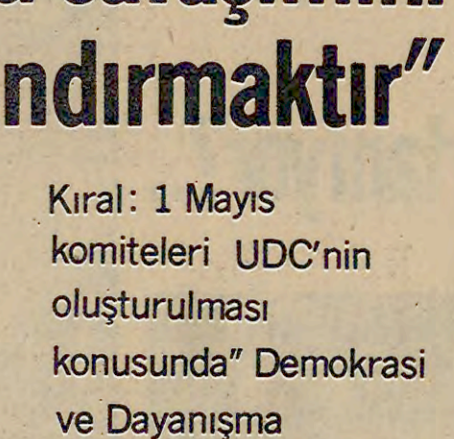 ndırmaktır”
Kıral: 1 Mayıs
komiteleri UDC'nin
oluşturulması
konusunda” Demokrasi
ve Dayanışma